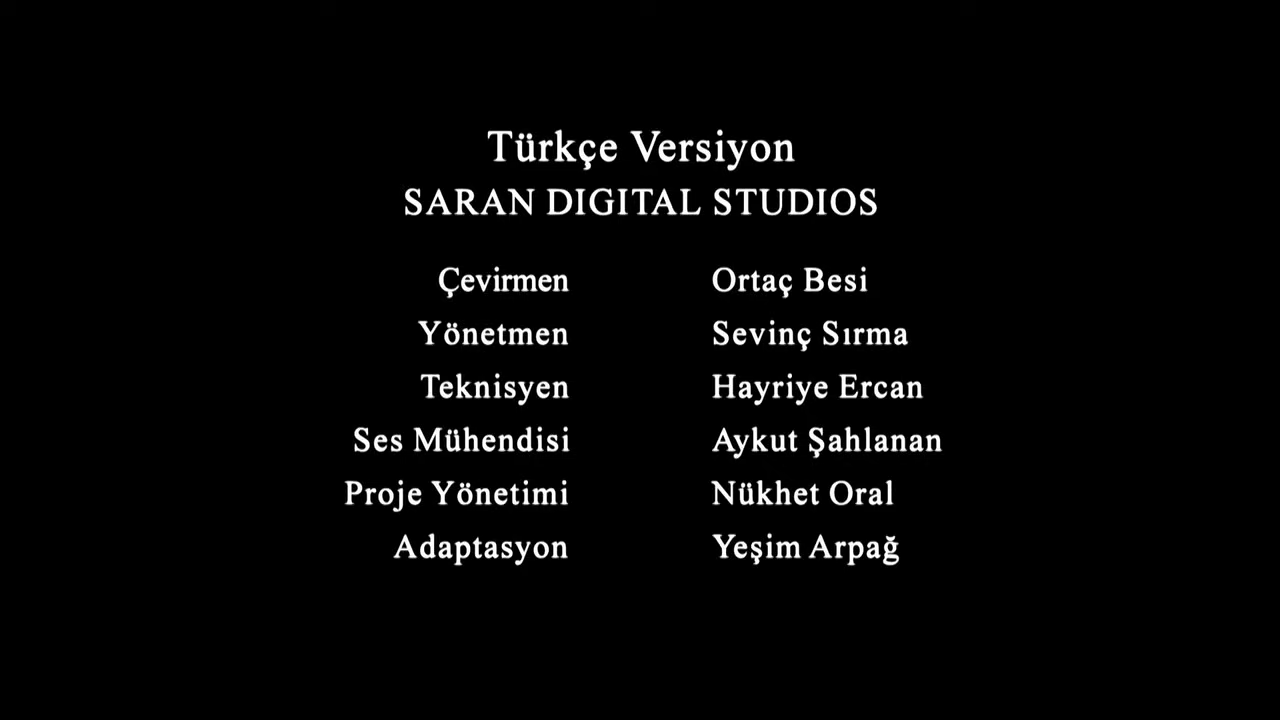 Türkçe Versiyon
SARAN DIGITAL STUDIOS
Çevirmen Ortaç Besi
Yönetmen Sevinç Sırma
Teknisyen Hayriye Ercan
Ses Mühendisi Aykut Şahlanan
Proje Yönetimi Nükhet Oral
Adaptasyon Yeşim Arpağ